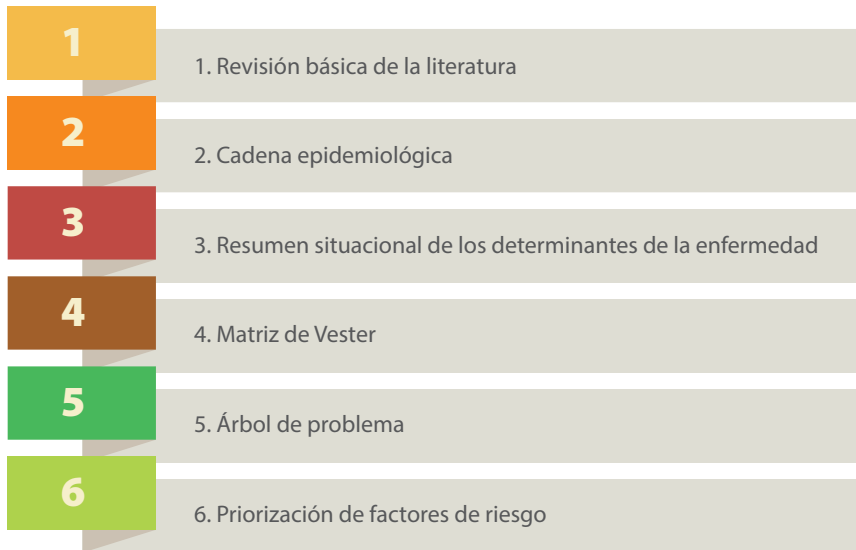 1
1. Revisión básica de la literatura
2
2. Cadena epidemiológica
3
3. Resumen situacional de los determinantes de la enfermedad
4
4. Matriz de Vester
5
5. Árbol de problema
6
6. Priorización de factores de riesgo